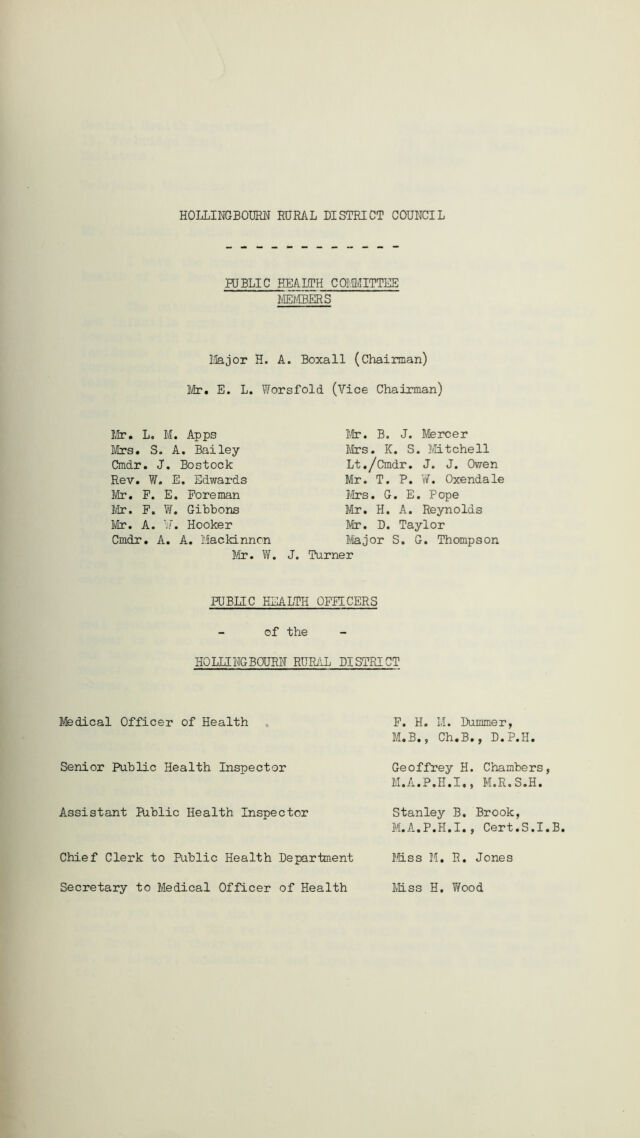 HOLLINGBOURN RURAL DISTRICT COUNCIL
- - - - - - - - - - - -
PUBLIC HEALTH COMMITTEE
MEMBERS
Major H. A. Boxall (Chairman)
Mr. E. L. Worsfold (Vice Chairman)
Mr. L. M. Apps
Mrs. S. A. Bailey
Cmdr. J. Bostock
Rev. W. E. Edwards
Mr. F. E. Foreman
Mr. F. W. Gibbons
Mr. A. W. Hooker
Cmdr. A. A. Mackinnon
Mr. B. J. Mercer
Mrs. K. S. Mitchell
Lt./Cmdr. J. J. Owen
Mr. T. P. W. Oxendale
Mrs. G. E. Pope
Mr. H. A. Reynolds
Mr. D. Taylor
Major S. G. Thompson
Mr. W. J. Turner
PUBLIC HEALTH OFFICERS
- of the -
HOLLINGBOURN RURAL DISTRICT
Medical Officer of Health F. H. M. Dummer,
M.B., Ch.B., D.P.H.
Senior Public Health Inspector Geoffrey H. Chambers,
M.A.P.H.I., M.R.S.H.
Assistant Public Health Inspector Stanley B. Brook,
M.A.P.H.I., Cert.S.I.B.
Chief Clerk to Public Health Department Miss M. R. Jones
Secretary to Medical Officer of Health Miss H. Wood